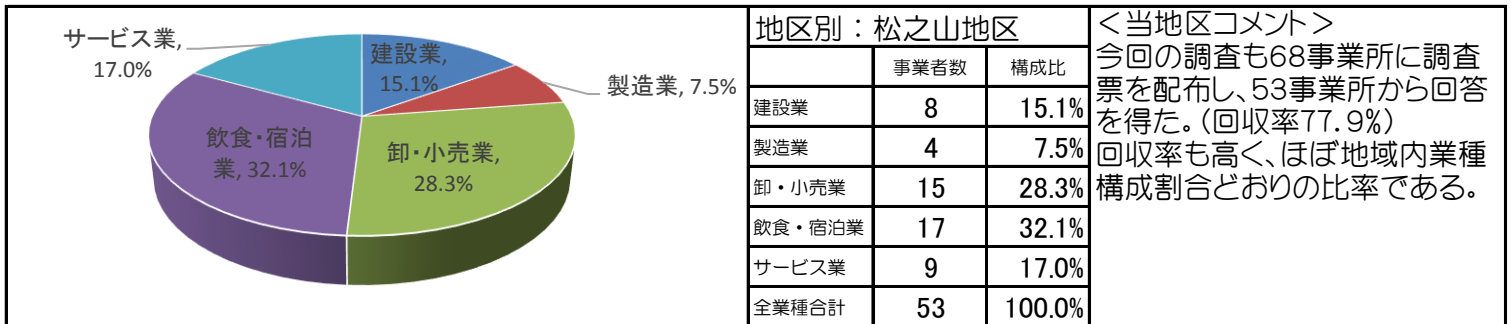 サービス業,
17.0%
建設業,
15.1%
製造業, 7.5%
飲食・宿泊
業, 32.1%
卸・小売業,
28.3%
地区別：松之山地区
事業者数 構成比
建設業 8 15.1%
製造業 4 7.5%
卸・小売業 15 28.3%
飲食・宿泊業 17 32.1%
サービス業 9 17.0%
全業種合計 53 100.0%
＜当地区コメント＞
今回の調査も68事業所に調査
票を配布し、53事業所から回答
を得た。(回収率77.9%)
回収率も高く、ほぼ地域内業種
構成割合どおりの比率である。